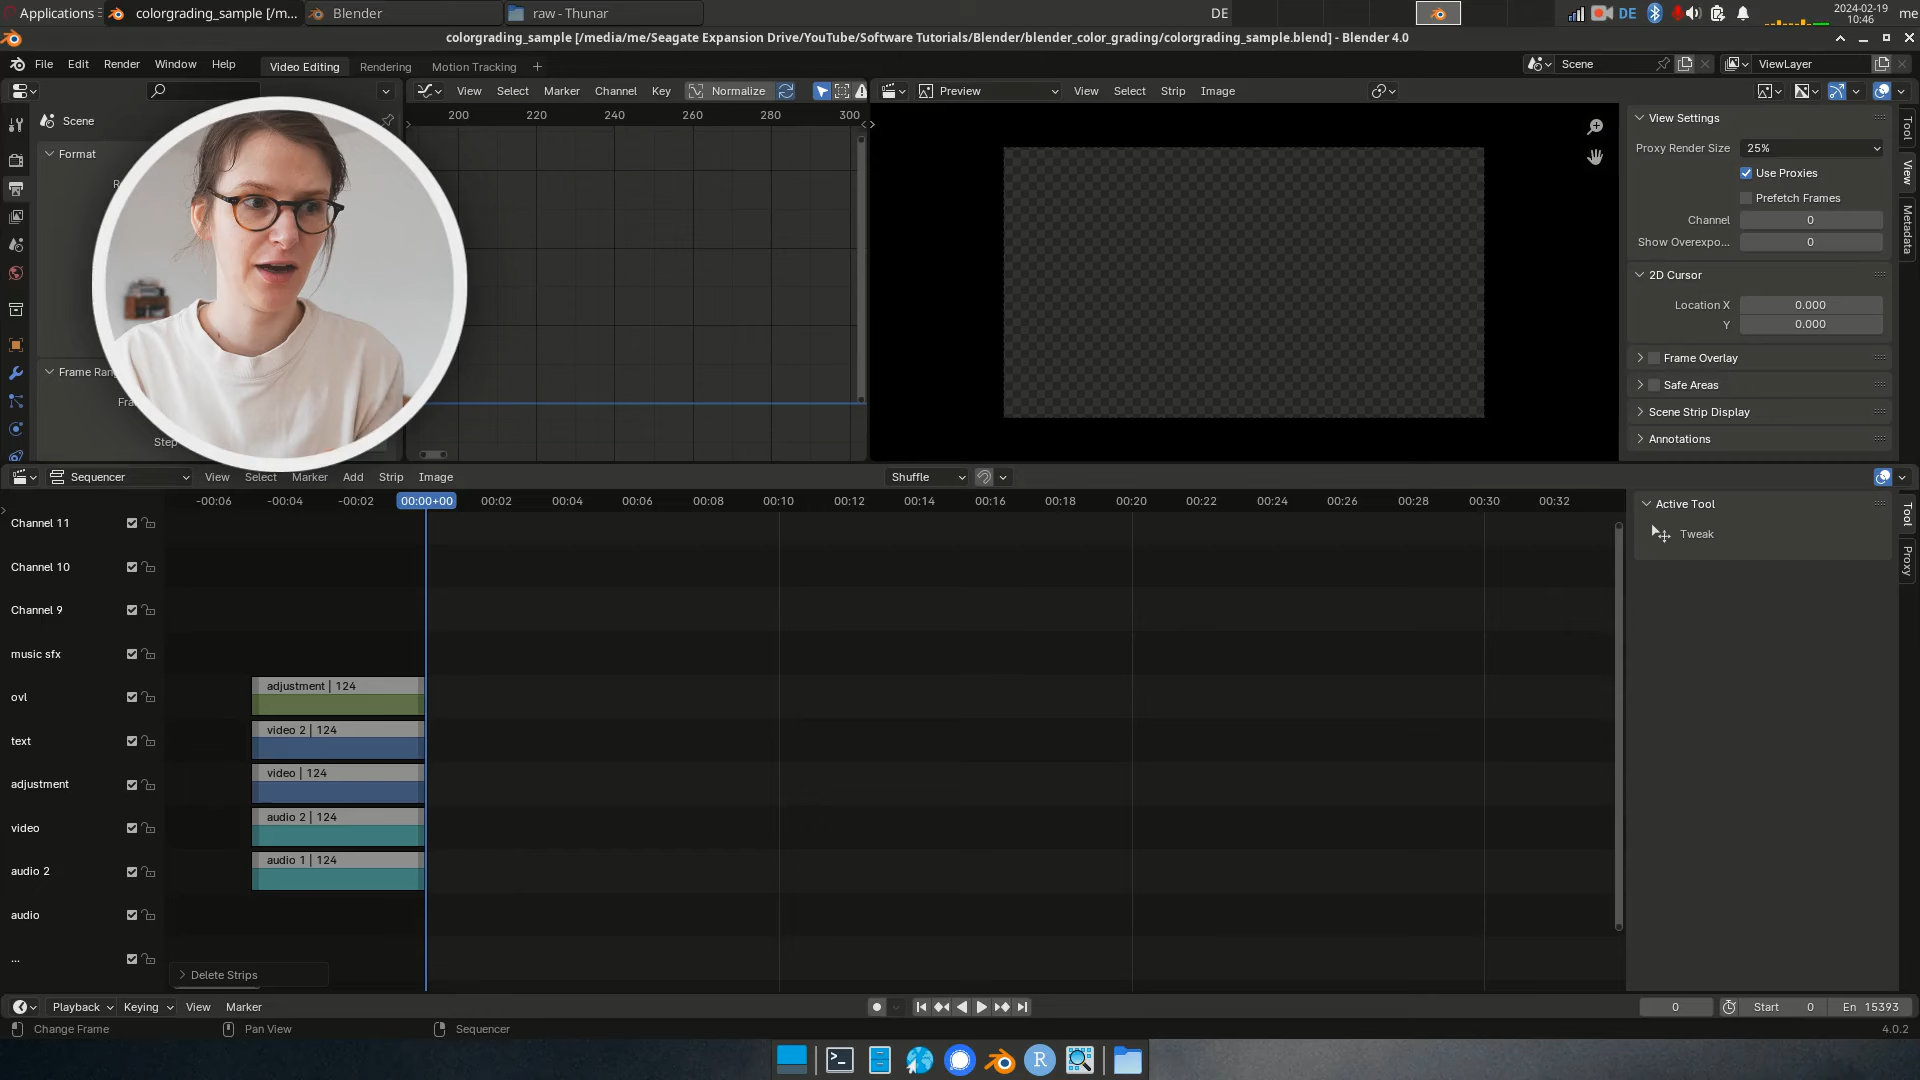 Applications
colorgrading_sample [/m...
Blender
raw - Thunar
DE
DE
2024-02-19
10:46
me
colorgrading_sample [/media/me/Seagate Expansion Drive/YouTube/Software Tutorials/Blender/blender_color_grading/colorgrading_sample.blend] - Blender 4.0
File Edit Render Window Help Video Editing Rendering Motion Tracking +
Scene
ViewLayer
View Select Marker Channel Key Normalize
Preview View Select Strip Image
200 220 240 260 280 300
Scene
Format
Frame Rang
Fra
Step
View Settings
Proxy Render Size 25%
Use Proxies
Prefetch Frames
Channel 0
Show Overexpo... 0
2D Cursor
Location X 0.000
Y 0.000
Frame Overlay
Safe Areas
Scene Strip Display
Annotations
Tool
View
Metadata
Sequencer View Select Marker Add Strip Image Shuffle
-00:06 -00:04 -00:02 00:00+00 00:02 00:04 00:06 00:08 00:10 00:12 00:14 00:16 00:18 00:20 00:22 00:24 00:26 00:28 00:30 00:32
Channel 11
Channel 10
Channel 9
music sfx
ovl
text
adjustment
video
audio 2
audio
...
adjustment | 124
video 2 | 124
video | 124
audio 2 | 124
audio 1 | 124
Delete Strips
Active Tool
Tweak
Tool
Proxy
Playback Keying View Marker
0 Start 0 En 15393
Change Frame Pan View Sequencer 4.0.2
R